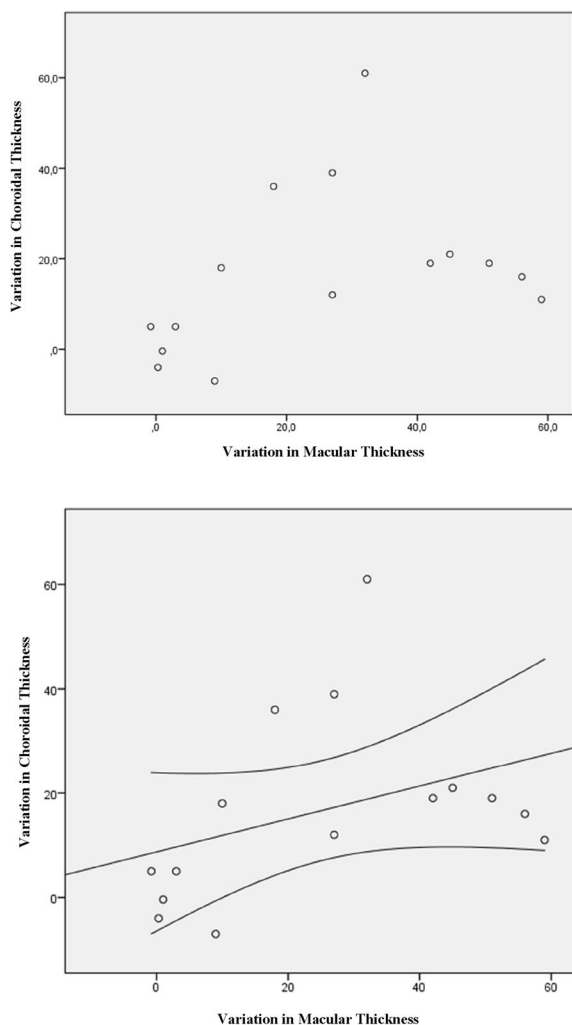 Variation in Choroidal Thickness
60,0
40,0
20,0
,0
,0 20,0 40,0 60,0
Variation in Macular Thickness
Variation in Choroidal Thickness
60
40
20
0
0 20 40 60
Variation in Macular Thickness